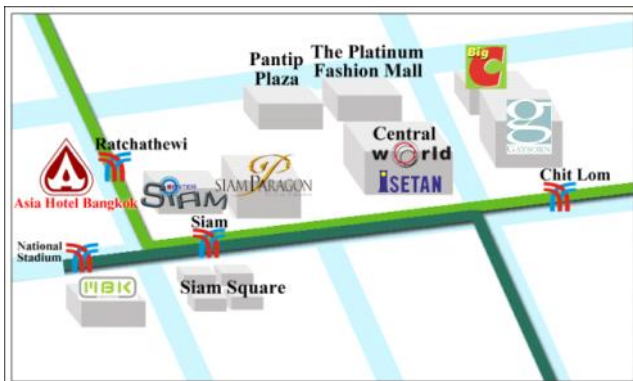 Pantip
Plaza
The Platinum
Fashion Mall
Big
C
g
GAYSORN
Ratchathewi
Asia Hotel Bangkok
CENTER
SIAM
SIAM PARAGON
Central
world
ISETAN
Chit Lom
Siam
National
Stadium
MBK
Siam Square